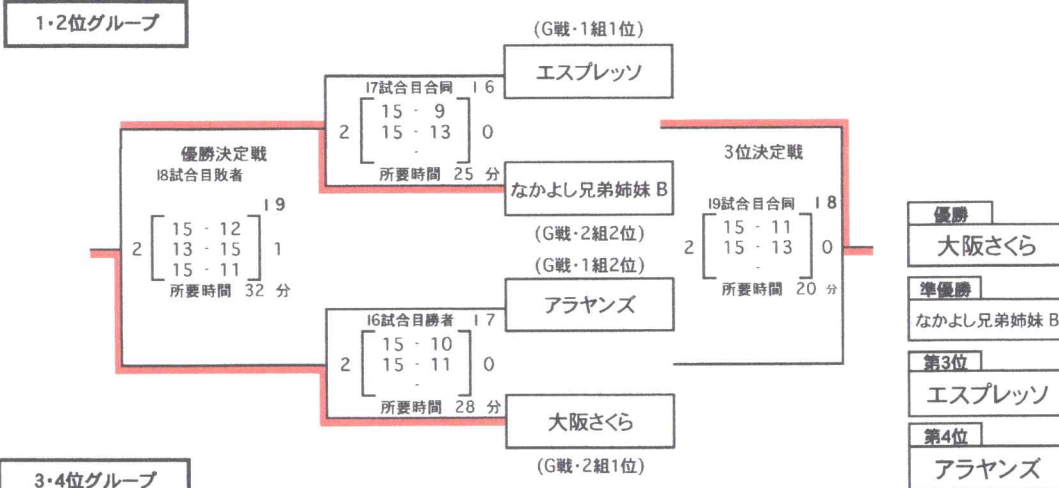 1・2位グループ
(G戦・1組1位)
エスプレッソ
17試合目合同 16
2 15 - 9 0
15 - 13
-
所要時間 25 分
なかよし兄弟姉妹 B
(G戦・2組2位)
優勝決定戦
18試合目敗者
19
2 15 - 12 1
13 - 15
15 - 11
所要時間 32 分
(G戦・1組2位)
アラヤンズ
16試合目勝者 17
2 15 - 10 0
15 - 11
-
所要時間 28 分
大阪さくら
(G戦・2組1位)
3位決定戦
19試合目合同 18
2 15 - 11 0
15 - 13
-
所要時間 20 分
優勝
大阪さくら
準優勝
なかよし兄弟姉妹 B
第3位
エスプレッソ
第4位
アラヤンズ
3・4位グループ